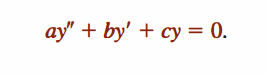 ay″ + by′ + cy = 0.